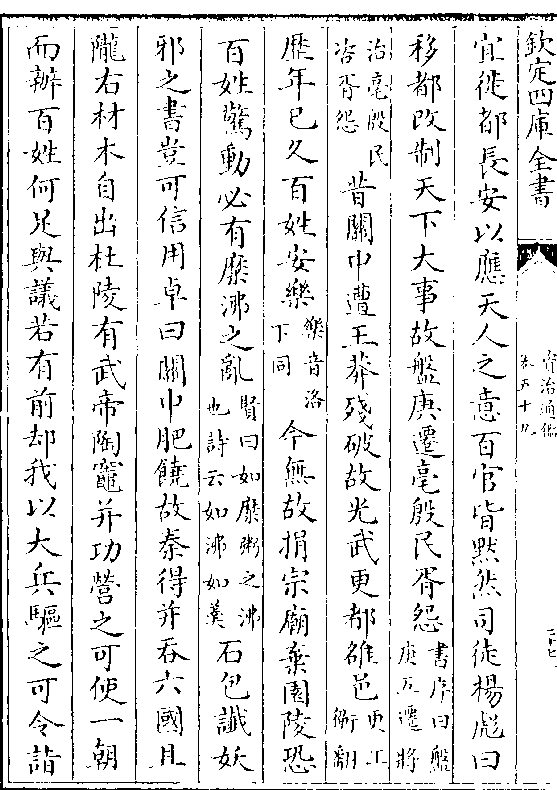 欽定四庫全書
資治通鑑
卷五十九
宜徙都長安以應天人之意百官皆黙然司徒楊彪曰
移都改制天下大事故盤庚遷亳殷民胥怨書序曰盤庚五遷將
治亳殷民咨胥怨昔關中遭王莽殘破故光武更都雒邑更工衡翻
歴年已久百姓安樂樂音洛下同今無故捐宗廟棄園陵恐
百姓驚動必有糜沸之亂賢曰如糜粥之沸也詩云如沸如羮石包讖妖
邪之書豈可信用卓曰關中肥饒故秦得并吞六國且
隴右材木自出杜陵有武帝陶竈并功營之可使一朝
而辦百姓何足與議若有前却我以大兵驅之可令詣